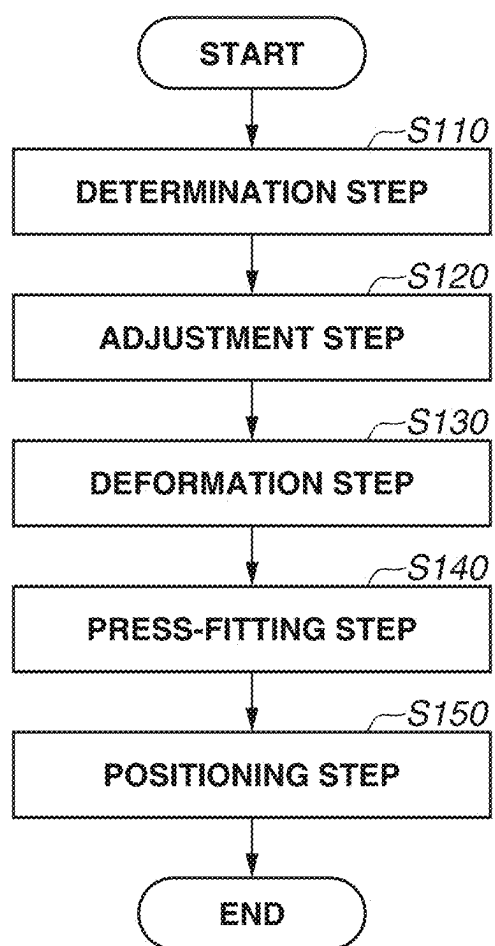 START
S110
DETERMINATION STEP
S120
ADJUSTMENT STEP
S130
DEFORMATION STEP
S140
PRESS-FITTING STEP
S150
POSITIONING STEP
END